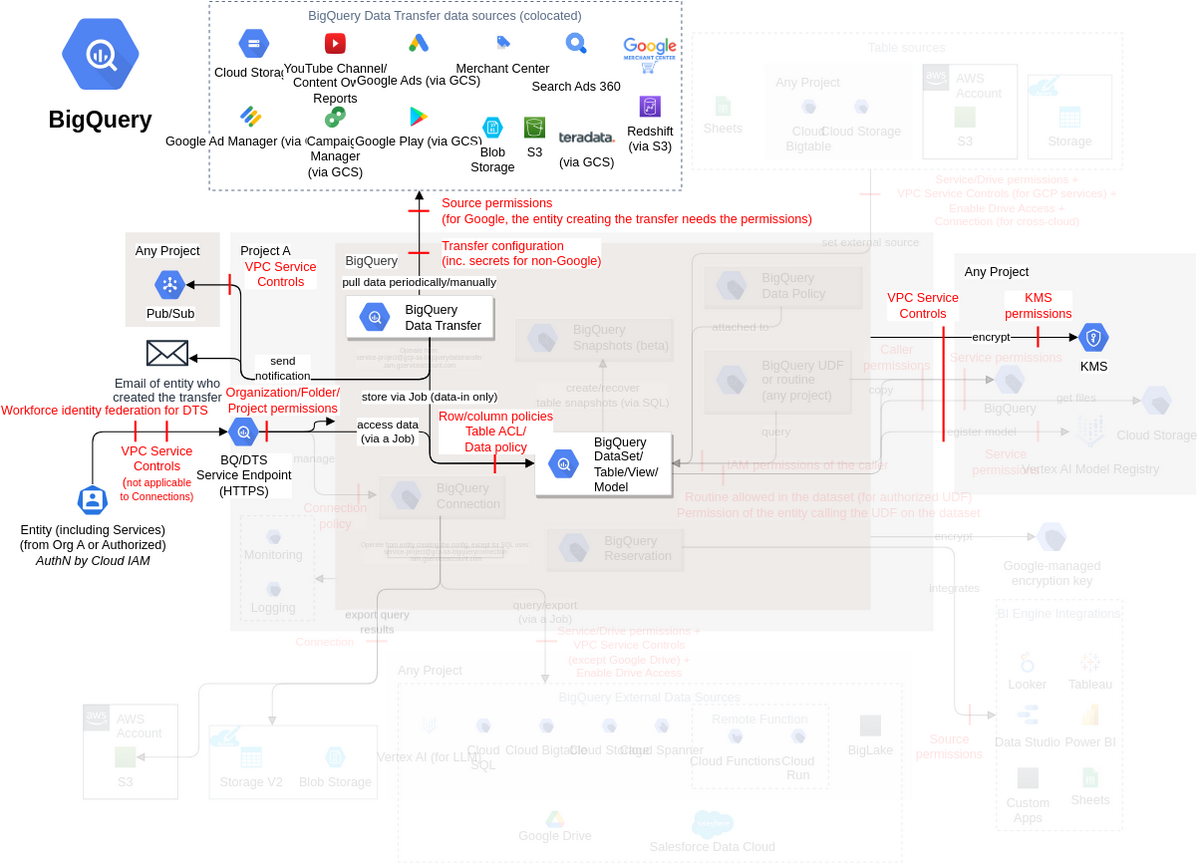 BigQuery Data Transfer data sources (colocated)
Cloud Storag
YouTube Channel/
Content Ow
Reports
Google Ads (via GCS)
Merchant Center
Search Ads 360
Google
MERCHANT CENTER
Google Ad Manager (via
Campaig
Manager
(via GCS)
Google Play (via GCS)
Blob
Storage
S3
teradata.
(via GCS)
Redshift
(via S3)
BigQuery
Table sources
Sheets
Any Project
Cloud
Bigtable
Cloud Storage
aws
AWS
Account
S3
Storage
Source permissions
(for Google, the entity creating the transfer needs the permissions)
Service/Drive permissions +
VPC Service Controls (for GCP services) +
Enable Drive Access +
Connection (for cross-cloud)
set external source
Any Project
Pub/Sub
Project A
VPC Service
Controls
BigQuery
Transfer configuration
(inc. secrets for non-Google)
pull data periodically/manually
BigQuery
Data Transfer
BigQuery
Data Policy
attached to
BigQuery
Snapshots (beta)
create/recover
table snapshots (via SQL)
BigQuery UDF
or routine
(any project)
query
Any Project
VPC Service
Controls
KMS
permissions
encrypt
KMS
Caller
permissions
Service permissions
copy
BigQuery
get files
Cloud Storage
register model
Service
permissions
Vertex AI Model Registry
send
notification
Email of entity who
created the transfer
Workforce identity federation for DTS
Organization/Folder/
Project permissions
store via Job (data-in only)
access data
(via a Job)
Row/column policies
Table ACL/
Data policy
BigQuery
DataSet/
Table/View/
Model
VPC Service
Controls
(not applicable
to Connections)
BQ/DTS
Service Endpoint
(HTTPS)
manage
Entity (including Services)
(from Org A or Authorized)
AuthN by Cloud IAM
IAM permissions of the caller
Routine allowed in the dataset (for authorized UDF)
Permission of the entity calling the UDF on the dataset
Connection
policy
BigQuery
Connection
BigQuery
Reservation
Monitoring
Logging
encrypt
Google-managed
encryption key
integrates
export query
results
query/export
(via a Job)
Connection
Service/Drive permissions +
VPC Service Controls
(except Google Drive) +
Enable Drive Access
Any Project
BigQuery External Data Sources
Vertex AI (for LLM)
Cloud
SQL
Cloud Bigtable
Cloud Storage
Cloud Spanner
Remote Function
Cloud Functions
Cloud
Run
BigLake
Google Drive
Salesforce Data Cloud
aws
AWS
Account
S3
Storage V2
Blob Storage
BI Engine Integrations
Looker
Tableau
Data Studio
Power BI
Custom
Apps
Sheets
Source
permissions